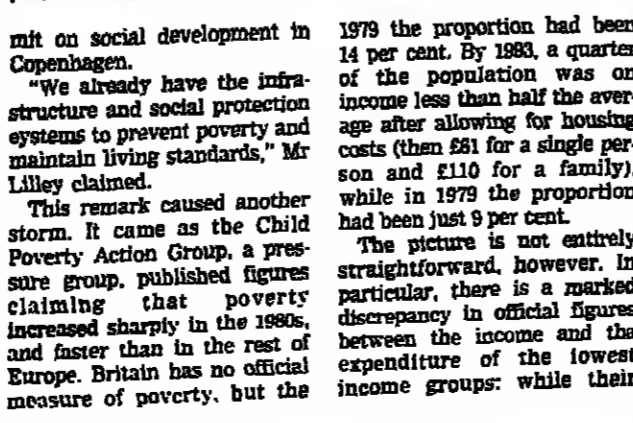 mit on social development in
Copenhagen.
"We already have the infra-
structure and social protection
systems to prevent poverty and
maintain living standards," Mr
Lilley claimed.
This remark caused another
storm. It came as the Child
Poverty Action Group, a pres-
sure group, published figures
claiming that poverty
increased sharply in the 1980s,
and faster than in the rest of
Europe. Britain has no official
measure of poverty, but the
1979 the proportion had been
14 per cent. By 1993, a quarter
of the population was on
income less than half the aver-
age after allowing for housing
costs (then £61 for a single per-
son and £110 for a family),
while in 1979 the proportion
had been just 9 per cent.
The picture is not entirely
straightforward, however. In
particular, there is a marked
discrepancy in official figures
between the income and the
expenditure of the lowest
income groups: while their